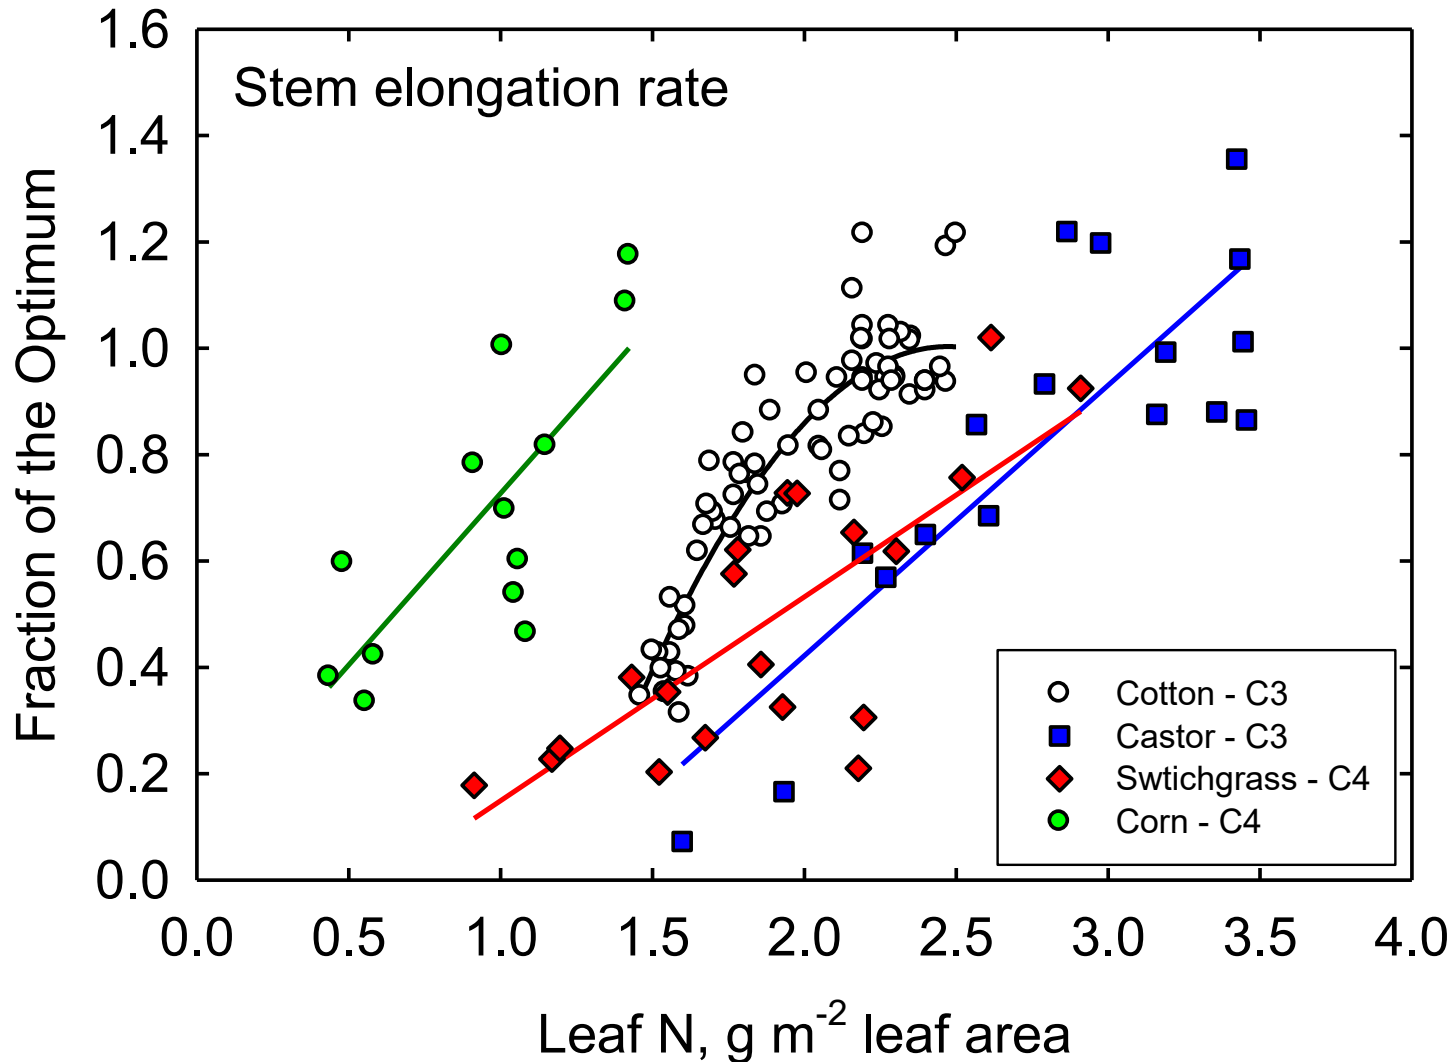 Stem elongation rate
Fraction of the Optimum
1.6
1.4
1.2
1.0
0.8
0.6
0.4
0.2
0.0
Cotton - C3
Castor - C3
Swtichgrass - C4
Corn - C4
0.0 0.5 1.0 1.5 2.0 2.5 3.0 3.5 4.0
Leaf N, g m⁻² leaf area